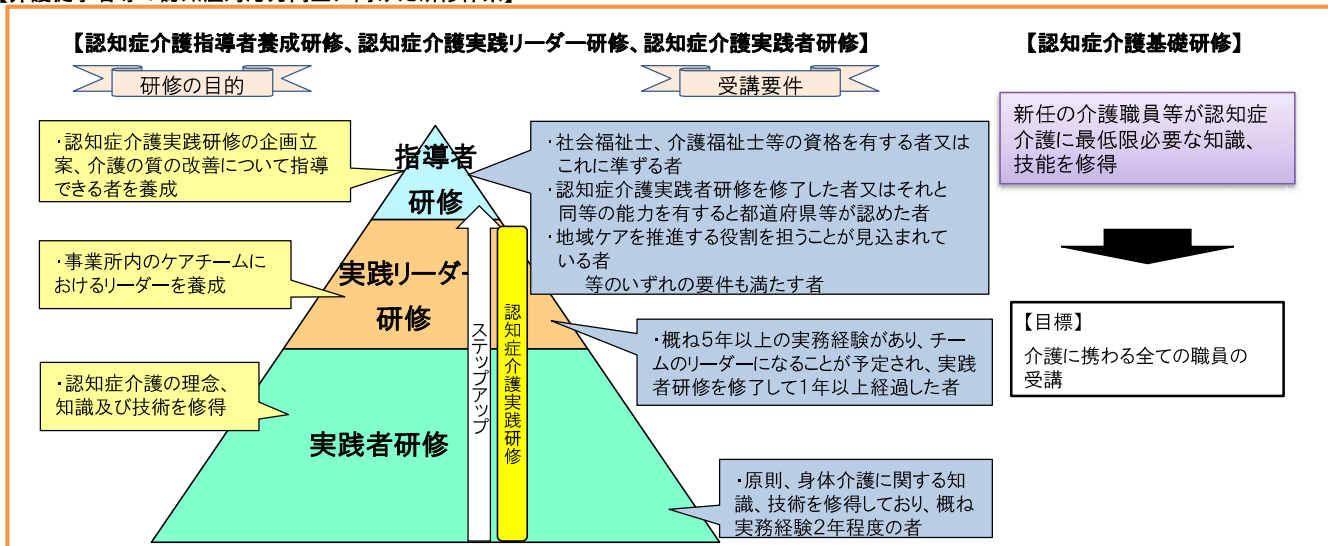 【認知症介護指導者養成研修、認知症介護実践リーダー研修、認知症介護実践者研修】
研修の目的
受講要件
・認知症介護実践研修の企画立
案、介護の質の改善について指導
できる者を養成
・事業所内のケアチームに
おけるリーダーを養成
・認知症介護の理念、
知識及び技術を修得
指導者
研修
実践リーダー
研修
実践者研修
ステップアップ
認知症介護実践研修
・社会福祉士、介護福祉士等の資格を有する者又は
これに準ずる者
・認知症介護実践者研修を修了した者又はそれと
同等の能力を有すると都道府県等が認めた者
・地域ケアを推進する役割を担うことが見込まれて
いる者
等のいずれの要件も満たす者
・概ね5年以上の実務経験があり、チー
ムのリーダーになることが予定され、実践
者研修を修了して1年以上経過した者
・原則、身体介護に関する知
識、技術を修得しており、概ね
実務経験2年程度の者
【認知症介護基礎研修】
新任の介護職員等が認知症
介護に最低限必要な知識、
技能を修得
【目標】
介護に携わる全ての職員の
受講